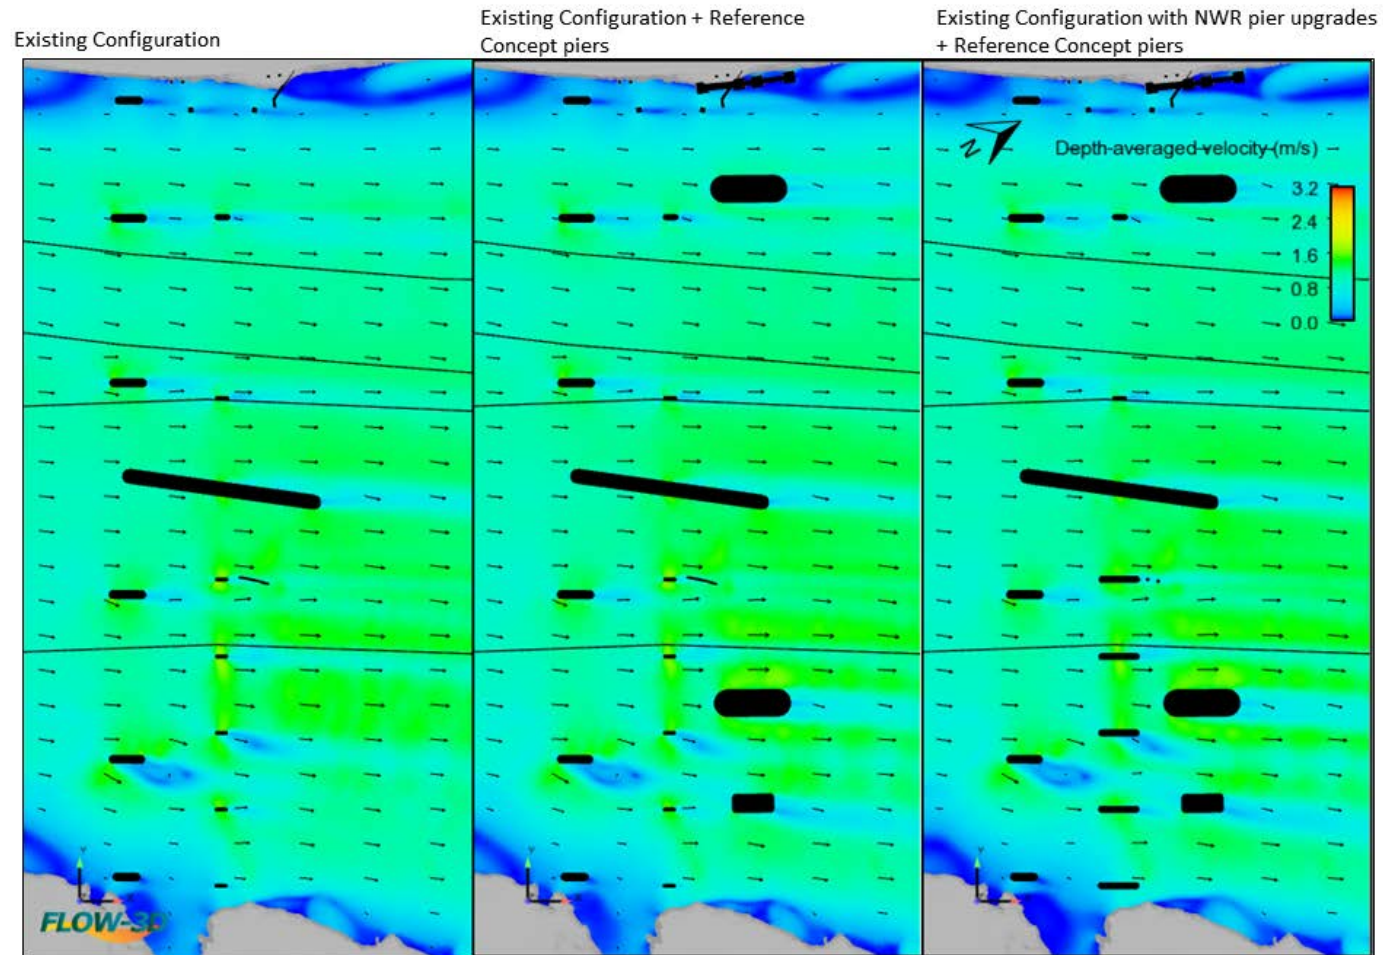 Existing Configuration
Existing Configuration + Reference
Concept piers
Existing Configuration with NWR pier upgrades
+ Reference Concept piers
N
Depth-averaged velocity (m/s)
3.2
2.4
1.6
0.8
0.0
Y
Y
Y
FLOW-3D